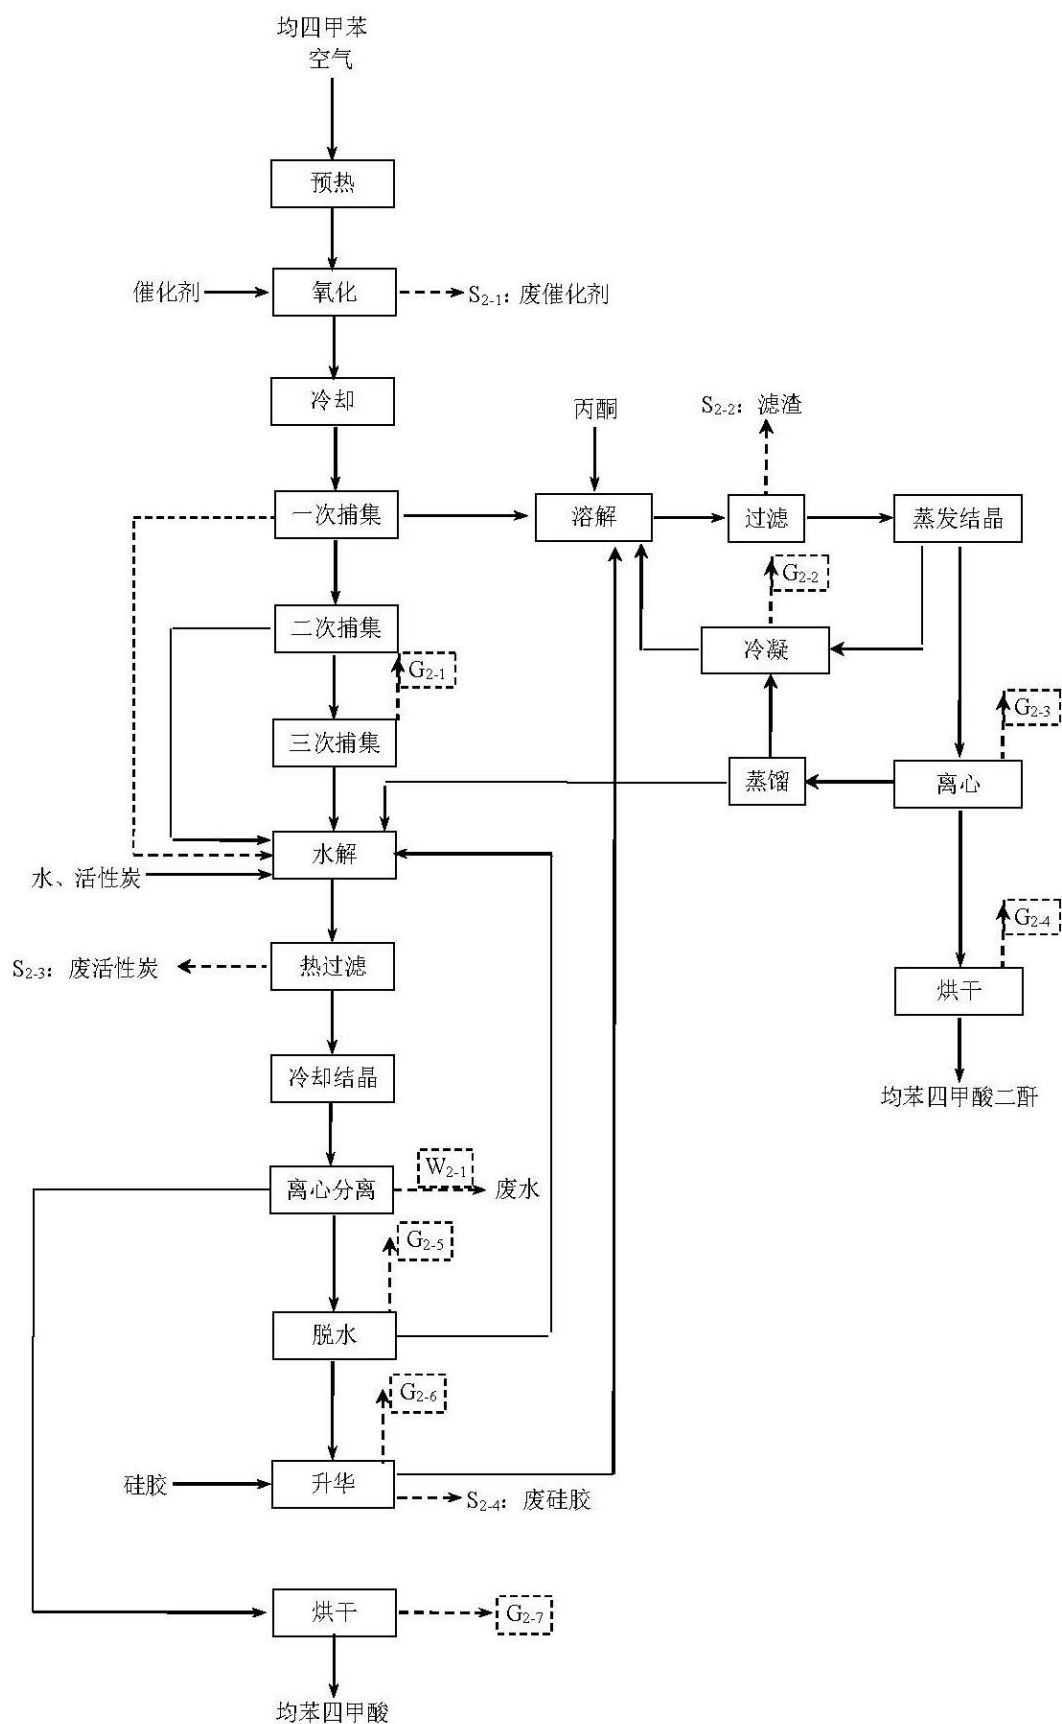 均四甲苯
空气
预热
催化剂
氧化
S2-1：废催化剂
冷却
丙酮
S2-2：滤渣
一次捕集
溶解
过滤
蒸发结晶
G2-2
二次捕集
冷凝
G2-1
G2-3
三次捕集
蒸馏
离心
水解
水、活性炭
G2-4
S2-3：废活性炭
热过滤
烘干
冷却结晶
均苯四甲酸二酐
W2-1
离心分离
废水
G2-5
脱水
G2-6
硅胶
升华
S2-4：废硅胶
烘干
G2-7
均苯四甲酸